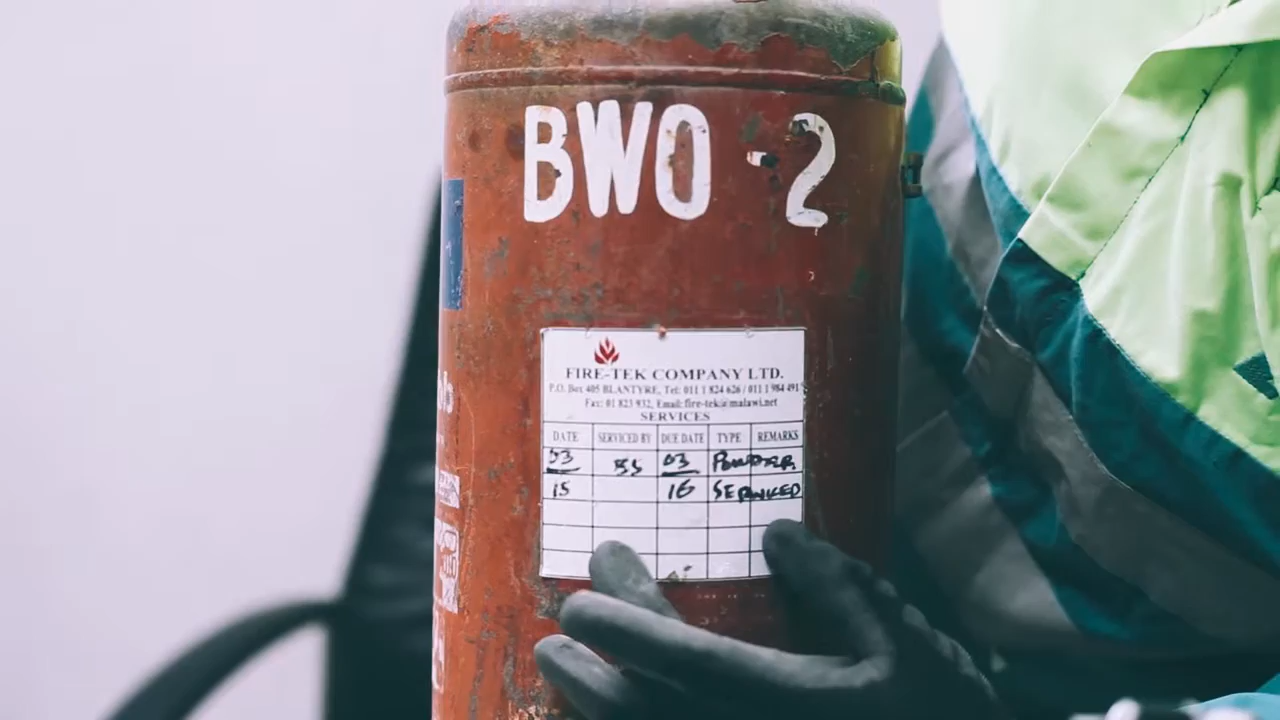 BWO -2
FIRE-TEK COMPANY LTD.
P.O. Box 405 BLANTYRE, Tel: 011 1 824 626 / 011 1 984 491
Fax: 01 823 932, Email: fire-tek@malawi.net
SERVICES
DATE SERVICED BY DUE DATE TYPE REMARKS
03 SS 03 POWDER
15 16 SERVICED